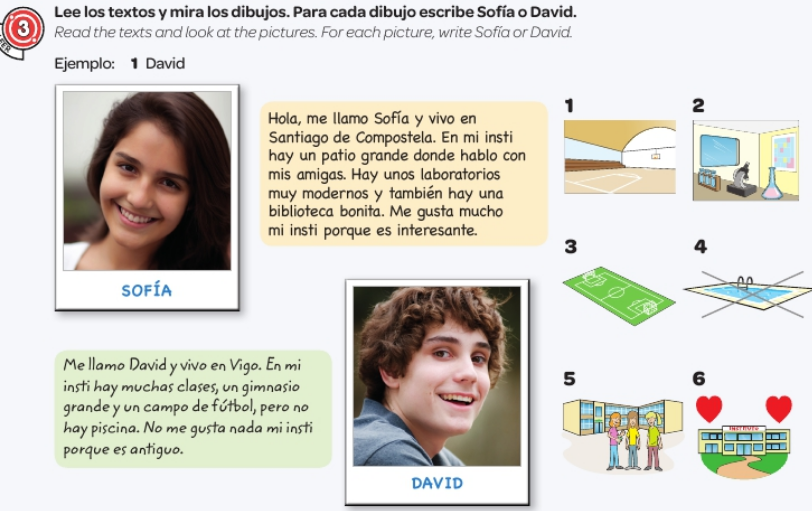 3
LEER
Lee los textos y mira los dibujos. Para cada dibujo escribe Sofía o David.
Read the texts and look at the pictures. For each picture, write Sofía or David.
Ejemplo: 1 David
SOFÍA
Hola, me llamo Sofía y vivo en
Santiago de Compostela. En mi insti
hay un patio grande donde hablo con
mis amigas. Hay unos laboratorios
muy modernos y también hay una
biblioteca bonita. Me gusta mucho
mi insti porque es interesante.
Me llamo David y vivo en Vigo. En mi
insti hay muchas clases, un gimnasio
grande y un campo de fútbol, pero no
hay piscina. No me gusta nada mi insti
porque es antiguo.
DAVID
1
2
3
4
5
6
INSTITUTO